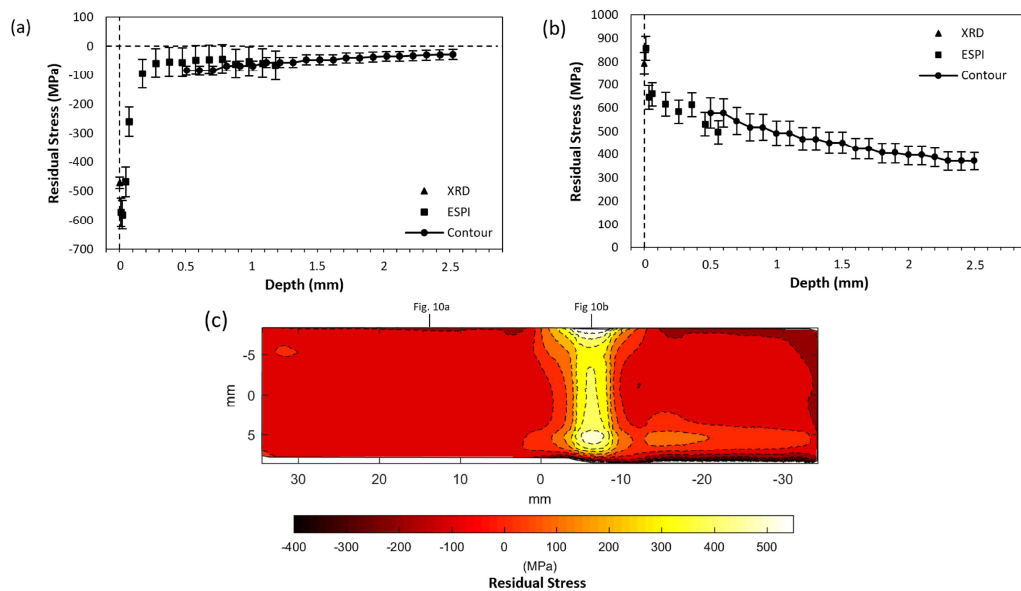 (a)
100
0
-100
-200
-300
-400
-500
-600
-700
Residual Stress (MPa)
XRD
ESPI
Contour
0 0.5 1 1.5 2 2.5
Depth (mm)
(b)
1000
900
800
700
600
500
400
300
200
100
0
Residual Stress (MPa)
XRD
ESPI
Contour
0 0.5 1 1.5 2 2.5
Depth (mm)
(c)
Fig. 10a Fig. 10b
-5
0
5
mm
30 20 10 0 -10 -20 -30
mm
-400 -300 -200 -100 0 100 200 300 400 500
(MPa)
Residual Stress